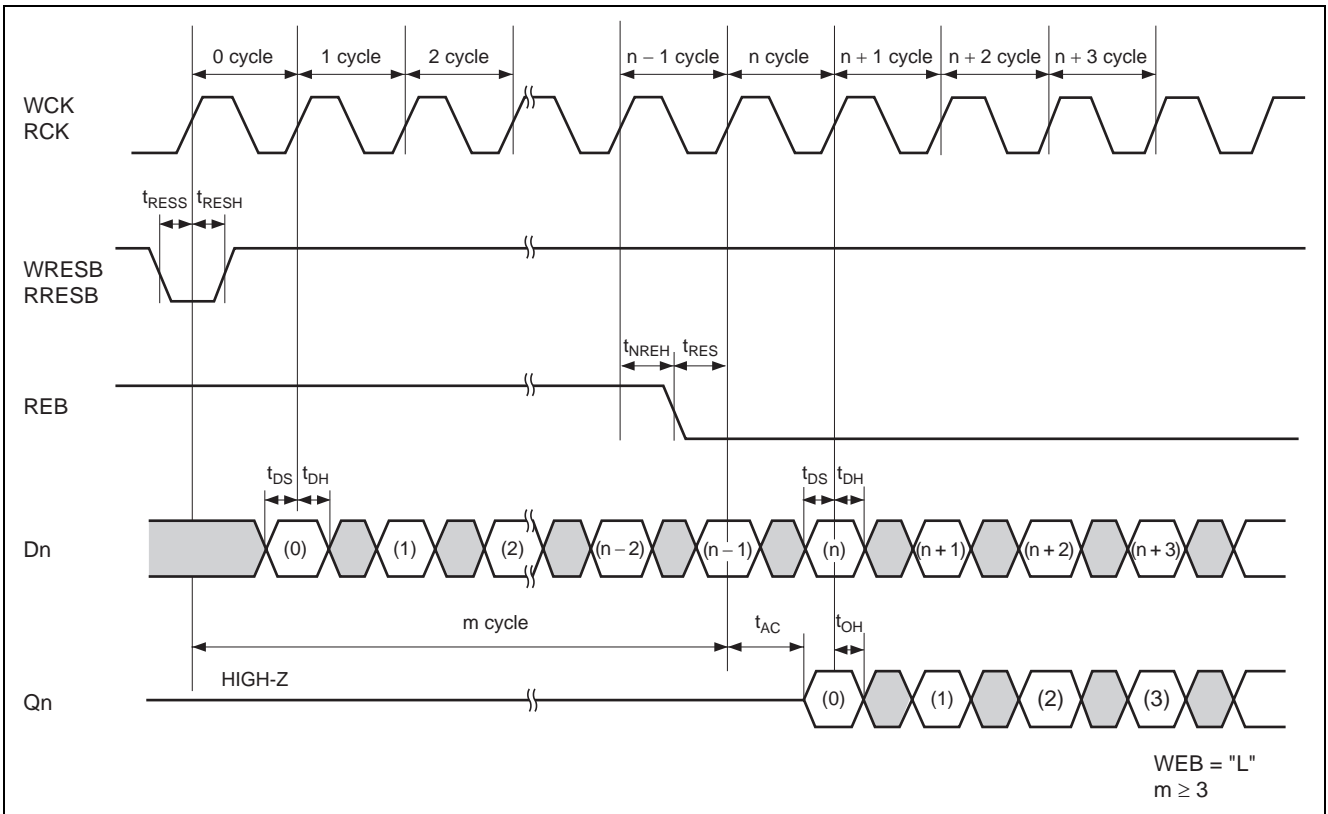 0 cycle 1 cycle 2 cycle n − 1 cycle n cycle n + 1 cycle n + 2 cycle n + 3 cycle
WCK
RCK
tRESS tRESH
WRESB
RRESB
tNREH tRES
REB
tDS tDH tDS tDH
Dn (0) (1) (2) (n − 2) (n − 1) (n) (n + 1) (n + 2) (n + 3)
m cycle tAC tOH
HIGH-Z
Qn (0) (1) (2) (3)
WEB = "L"
m ≥ 3